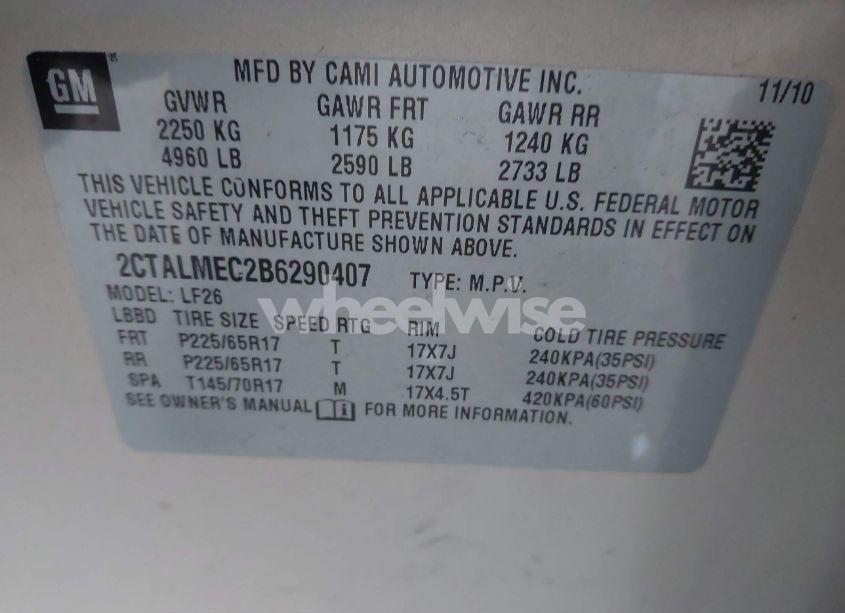 GM
MFD BY CAMI AUTOMOTIVE INC. 11/10
GVWR GAWR FRT GAWR RR
2250 KG 1175 KG 1240 KG
4960 LB 2590 LB 2733 LB
THIS VEHICLE CONFORMS TO ALL APPLICABLE U.S. FEDERAL MOTOR
VEHICLE SAFETY AND THEFT PREVENTION STANDARDS IN EFFECT ON
THE DATE OF MANUFACTURE SHOWN ABOVE.
2CTALMEC2B6290407 TYPE: M.P.V.
MODEL: LF26
wheelwise
LBBD TIRE SIZE SPEED RTG RIM COLD TIRE PRESSURE
FRT P225/65R17 T 17X7J 240KPA(35PSI)
RR P225/65R17 T 17X7J 240KPA(35PSI)
SPA T145/70R17 M 17X4.5T 420KPA(60PSI)
SEE OWNER'S MANUAL FOR MORE INFORMATION.